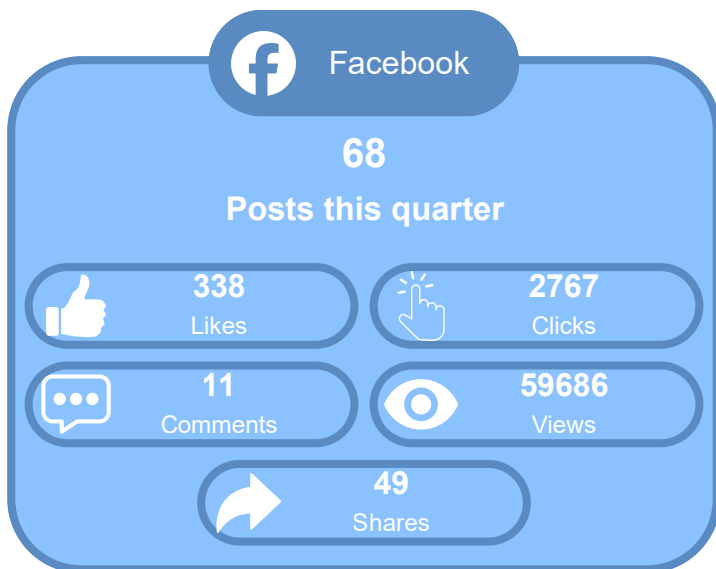 Facebook
68
Posts this quarter
338
Likes
2767
Clicks
11
Comments
59686
Views
49
Shares